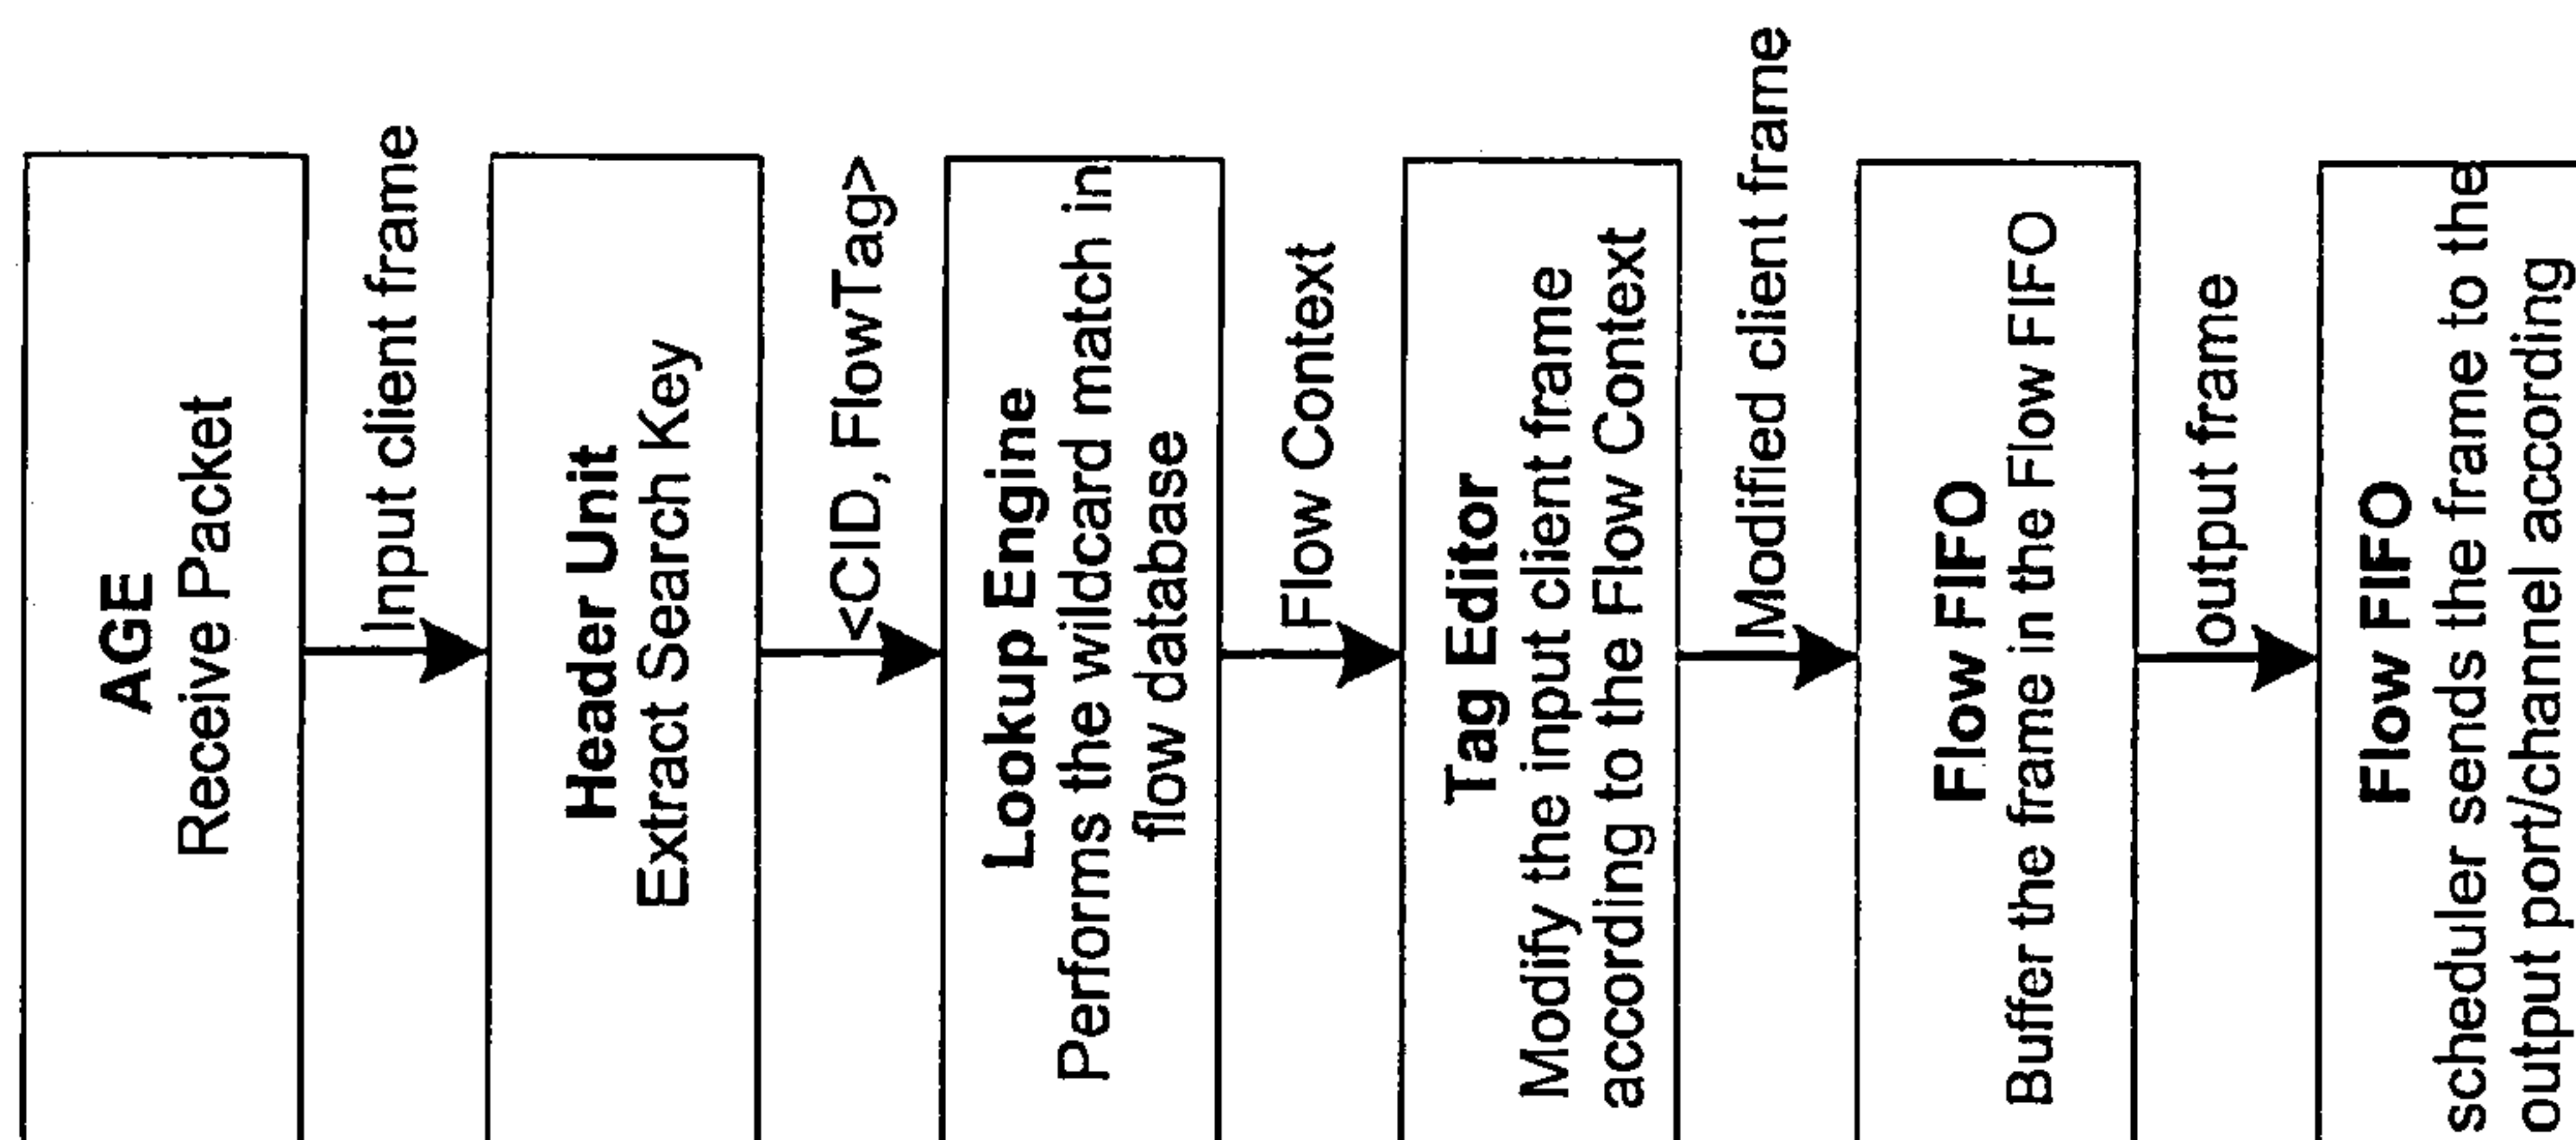 AGE
Receive Packet
Input client frame
Header Unit
Extract Search Key
<CID, FlowTag>
Lookup Engine
Performs the wildcard match in
flow database
Flow Context
Tag Editor
Modify the input client frame
according to the Flow Context
Modified client frame
Flow FIFO
Buffer the frame in the Flow FIFO
output frame
Flow FIFO
scheduler sends the frame to the
output port/channel according